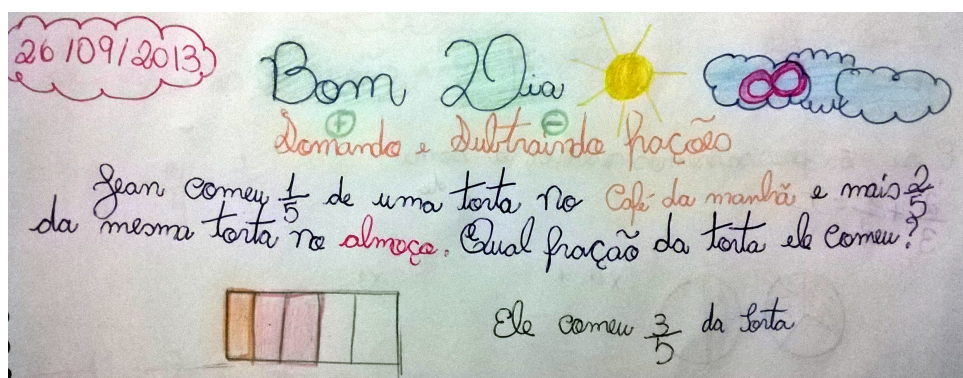 26/09/2013
Bom Dia
+ -
Somando e Subtraindo frações
Jean comeu 1/5 de uma torta no Café da manhã e mais 2/5
da mesma torta no almoço. Qual fração da torta ele comeu?
Ele comeu 3/5 da torta